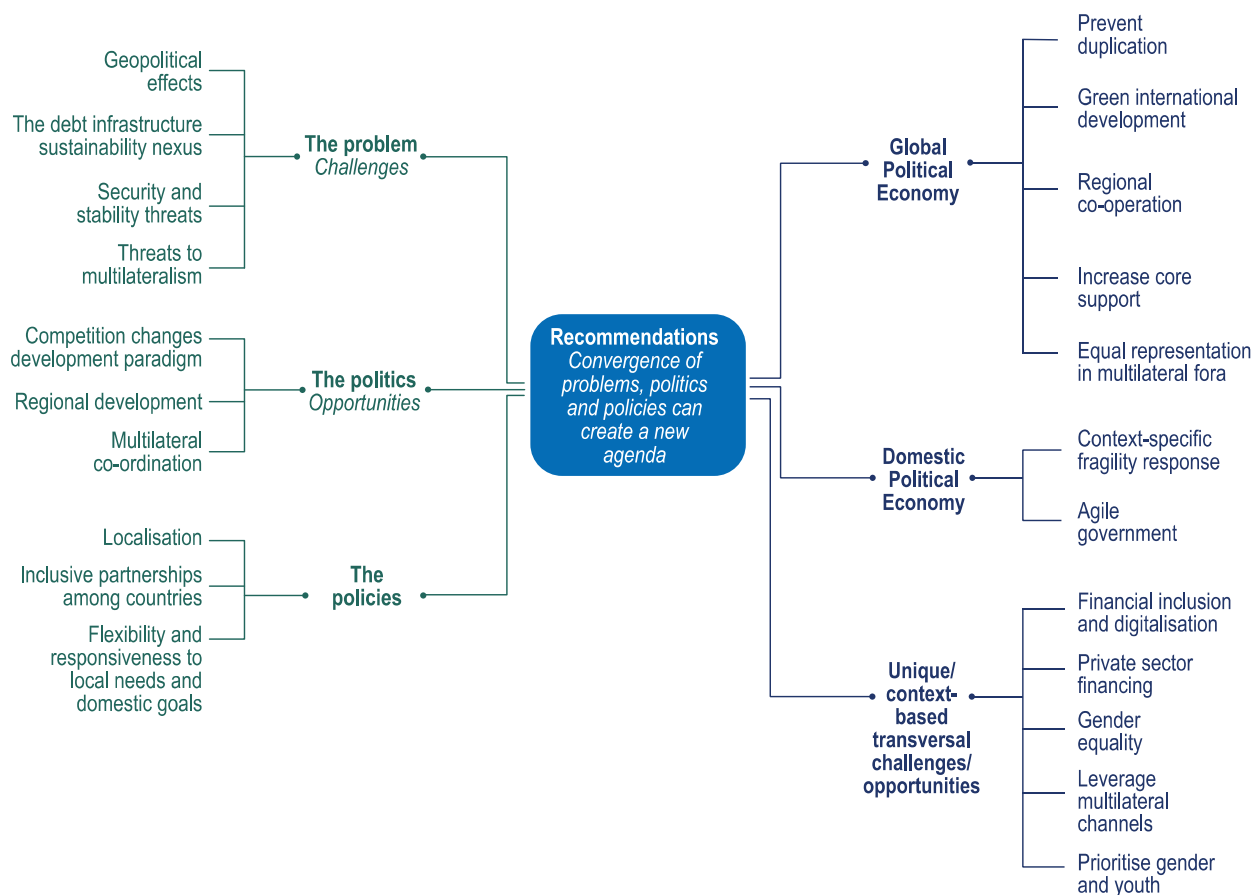 Geopolitical
effects
The debt infrastructure
sustainability nexus
Security and
stability threats
Threats to
multilateralism
The problem
Challenges
Competition changes
development paradigm
Regional development
Multilateral
co-ordination
The politics
Opportunities
Localisation
Inclusive partnerships
among countries
Flexibility and
responsiveness to
local needs and
domestic goals
The
policies
Recommendations
Convergence of
problems, politics
and policies can
create a new
agenda
Global
Political
Economy
Prevent
duplication
Green international
development
Regional
co-operation
Increase core
support
Equal representation
in multilateral fora
Domestic
Political
Economy
Context-specific
fragility response
Agile
government
Unique/
context-
based
transversal
challenges/
opportunities
Financial inclusion
and digitalisation
Private sector
financing
Gender
equality
Leverage
multilateral
channels
Prioritise gender
and youth